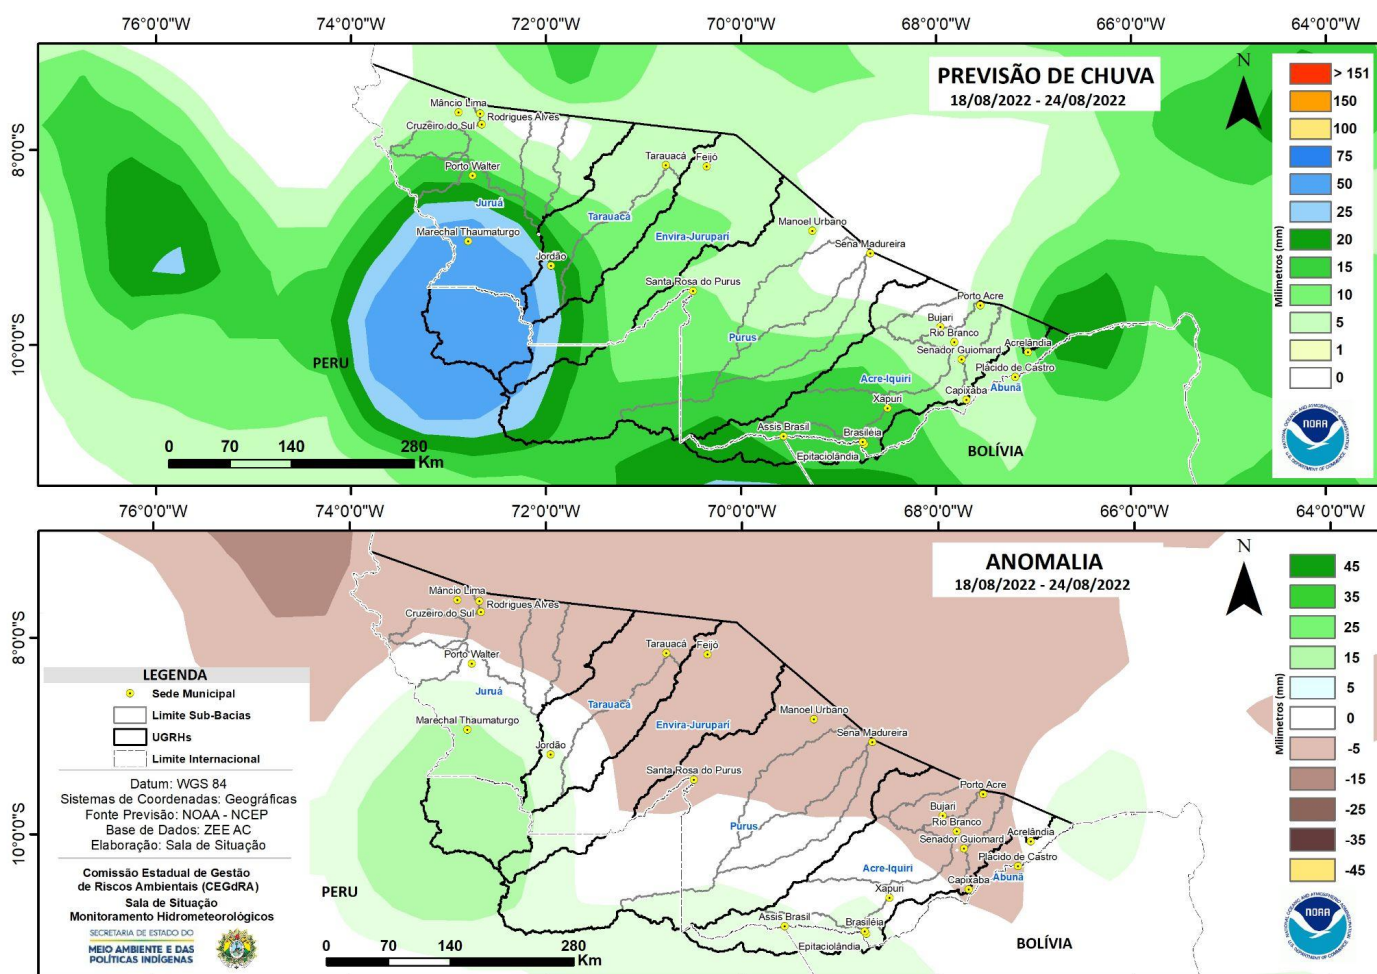 76°0'0"W
74°0'0"W
72°0'0"W
70°0'0"W
68°0'0"W
66°0'0"W
64°0'0"W
8°0'0"S
10°0'0"S
PREVISÃO DE CHUVA
18/08/2022 - 24/08/2022
N
Milímetros (mm)
> 151
150
100
75
50
25
20
15
10
5
1
0
NOAA
Mâncio Lima
Rodrigues Alves
Cruzeiro do Sul
Porto Walter
Juruá
Marechal Thaumaturgo
Jordão
Tarauacá
Feijó
Tarauacá
Envira-Juruparí
Manoel Urbano
Sena Madureira
Santa Rosa do Purus
Purus
Porto Acre
Bujari
Rio Branco
Senador Guiomard
Acrelândia
Plácido de Castro
Acre-Iquiri
Abunã
Capixaba
Xapuri
Assis Brasil
Brasiléia
Epitaciolândia
PERU
BOLÍVIA
0 70 140 280
Km
76°0'0"W
74°0'0"W
72°0'0"W
70°0'0"W
68°0'0"W
66°0'0"W
64°0'0"W
8°0'0"S
10°0'0"S
ANOMALIA
18/08/2022 - 24/08/2022
N
Milímetros (mm)
45
35
25
15
5
0
-5
-15
-25
-35
-45
NOAA
Mâncio Lima
Rodrigues Alves
Cruzeiro do Sul
Porto Walter
Juruá
Marechal Thaumaturgo
Jordão
Tarauacá
Feijó
Tarauacá
Envira-Juruparí
Manoel Urbano
Sena Madureira
Santa Rosa do Purus
Purus
Porto Acre
Bujari
Rio Branco
Senador Guiomard
Acrelândia
Plácido de Castro
Acre-Iquiri
Abunã
Capixaba
Xapuri
Assis Brasil
Brasiléia
Epitaciolândia
PERU
BOLÍVIA
0 70 140 280
Km
LEGENDA
Sede Municipal
Limite Sub-Bacias
UGRHs
Limite Internacional
Datum: WGS 84
Sistemas de Coordenadas: Geográficas
Fonte Previsão: NOAA - NCEP
Base de Dados: ZEE AC
Elaboração: Sala de Situação
Comissão Estadual de Gestão
de Riscos Ambientais (CEGdRA)
Sala de Situação
Monitoramento Hidrometeorológicos
SECRETARIA DE ESTADO DO
MEIO AMBIENTE E DAS
POLÍTICAS INDÍGENAS